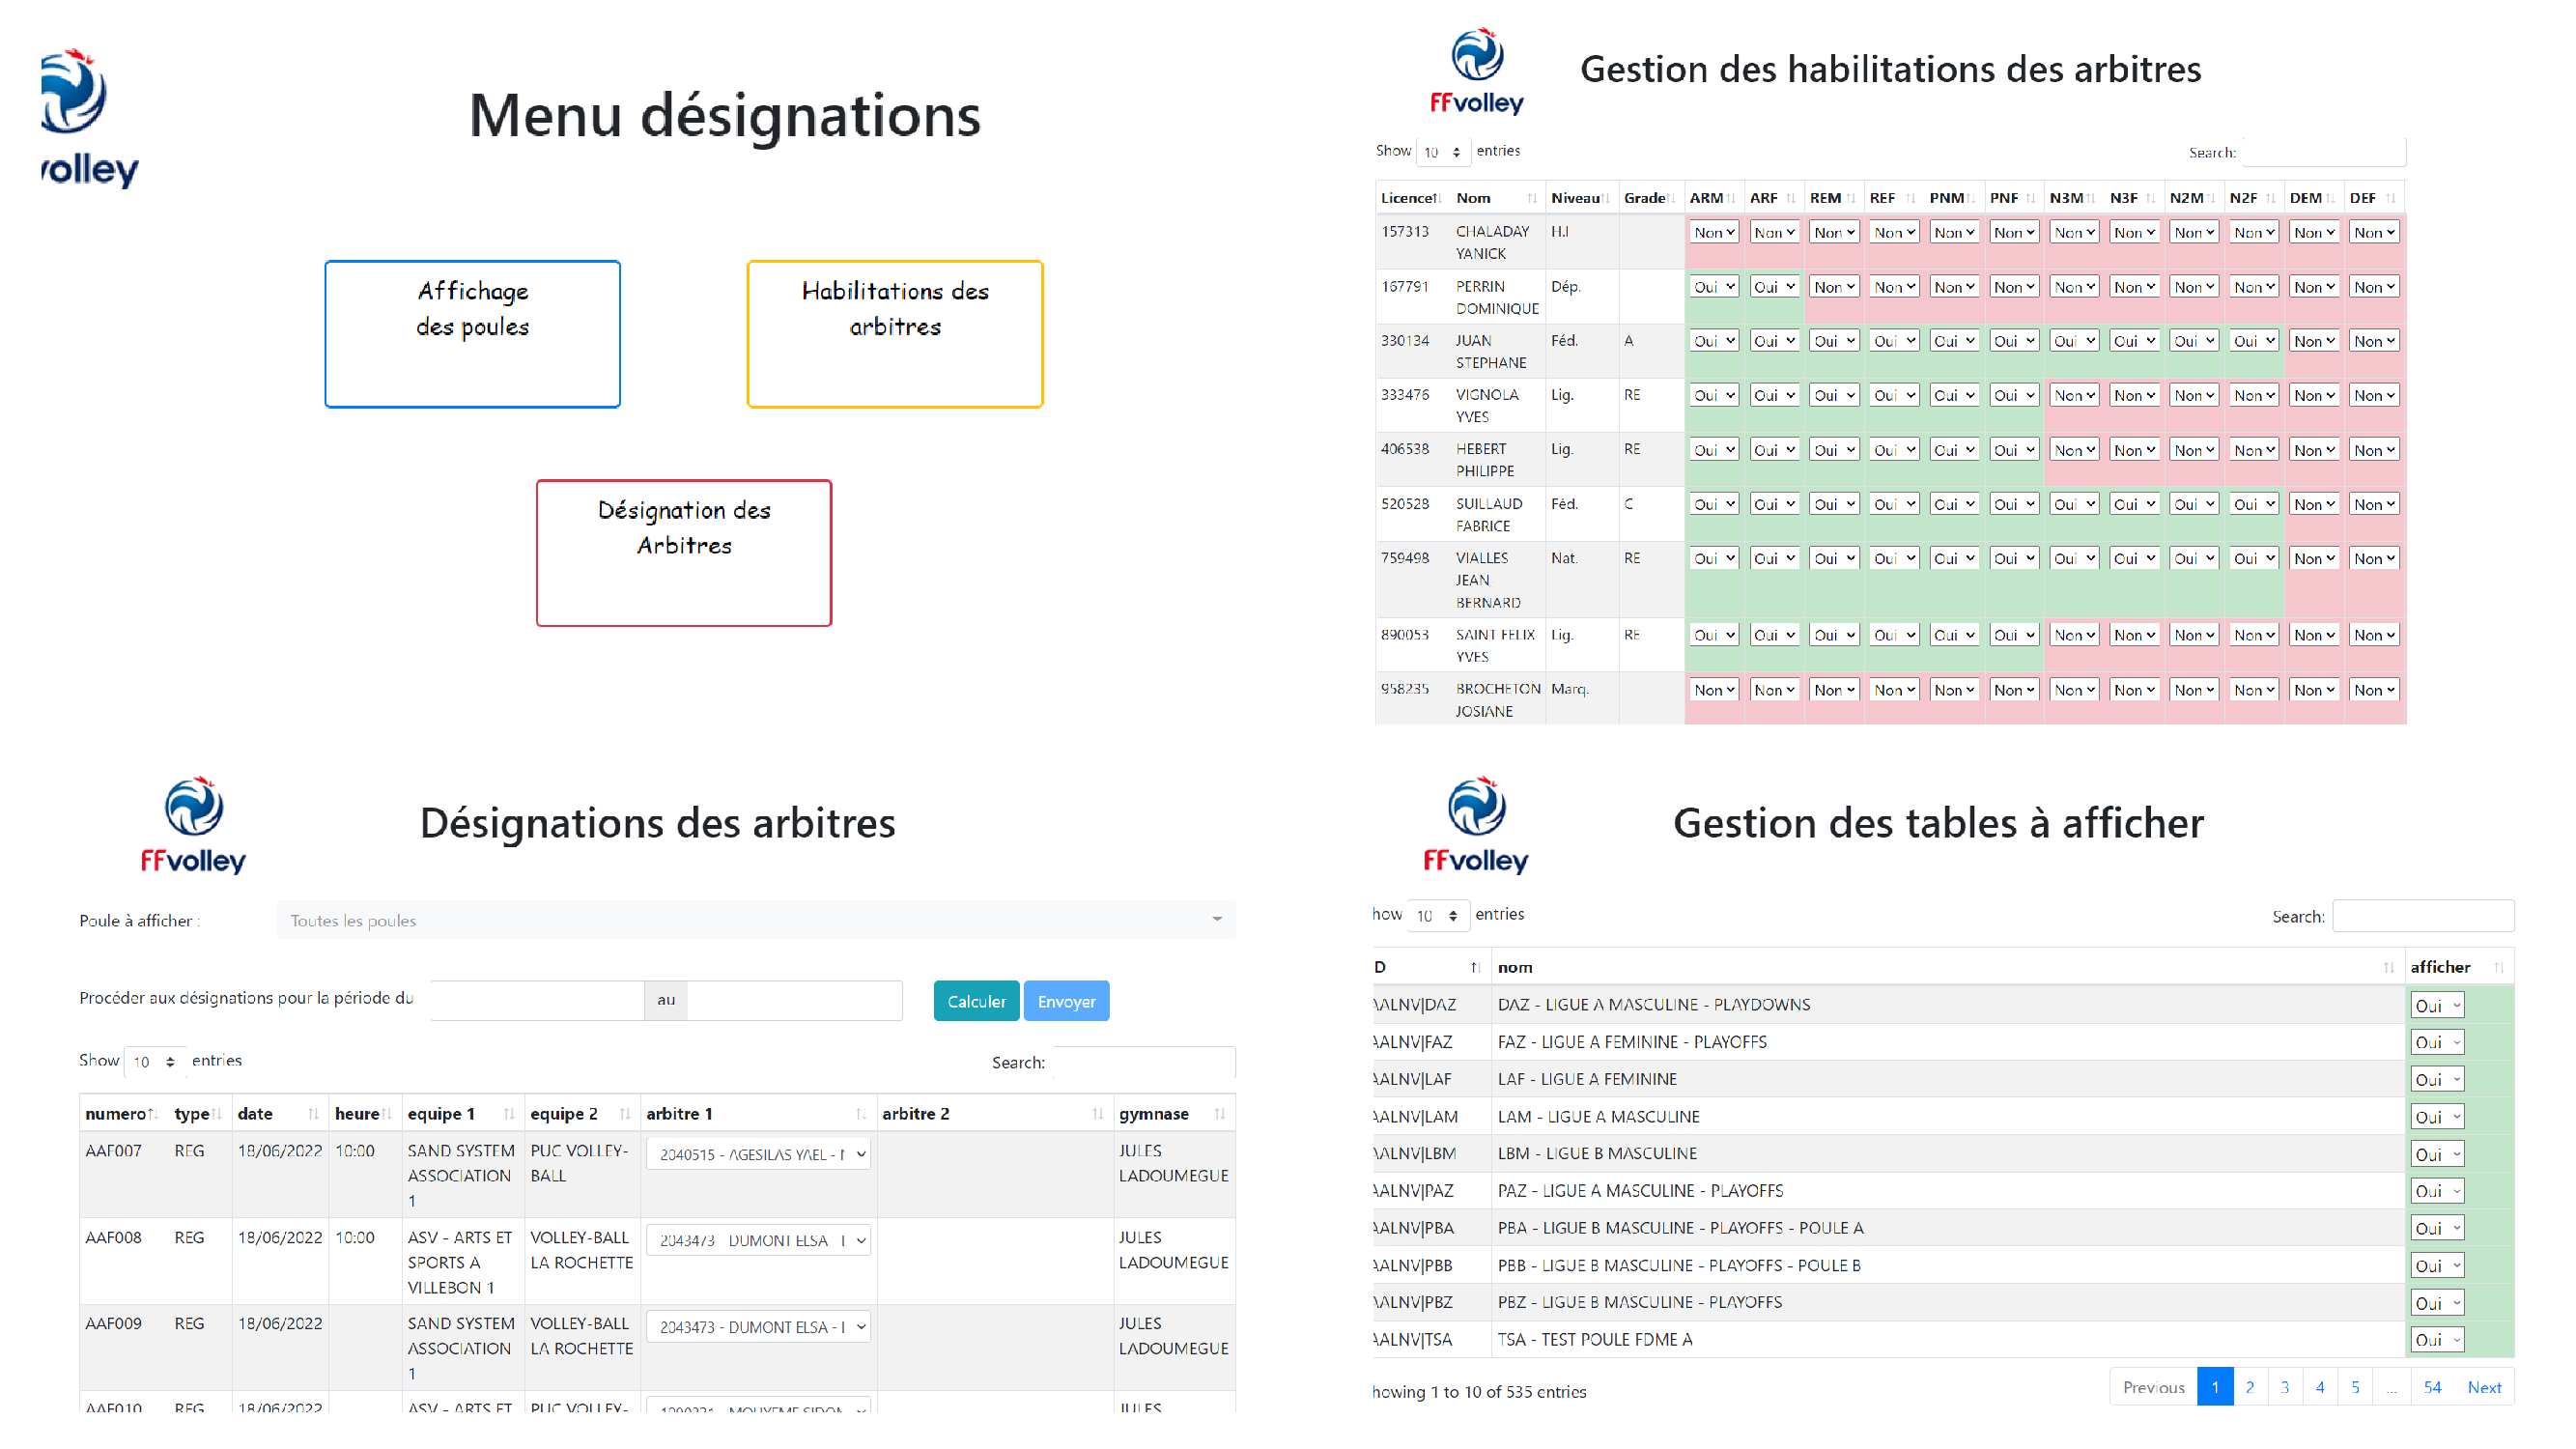 volley
Menu désignations
Affichage
des poules
Habilitations des
arbitres
Désignation des
Arbitres
FFvolley
Gestion des habilitations des arbitres
Show 10 entries
Search:
Licence Nom Niveau Grade ARM ARF REM REF PNM PNF N3M N3F N2M N2F DEM DEF
157313 CHALADAY YANICK H.I Non Non Non Non Non Non Non Non Non Non Non Non
167791 PERRIN DOMINIQUE Dép. Oui Oui Non Non Non Non Non Non Non Non Non Non
330134 JUAN STEPHANE Féd. A Oui Oui Oui Oui Oui Oui Oui Oui Oui Oui Non Non
333476 VIGNOLA YVES Lig. RE Oui Oui Oui Oui Oui Oui Non Non Non Non Non Non
406538 HEBERT PHILIPPE Lig. RE Oui Oui Oui Oui Oui Oui Non Non Non Non Non Non
520528 SUILLAUD FABRICE Féd. C Oui Oui Oui Oui Oui Oui Oui Oui Oui Oui Non Non
759498 VIALLES JEAN BERNARD Nat. RE Oui Oui Oui Oui Oui Oui Oui Oui Oui Oui Non Non
890053 SAINT FELIX YVES Lig. RE Oui Oui Oui Oui Oui Oui Non Non Non Non Non Non
958235 BROCHETON JOSIANE Marq. Non Non Non Non Non Non Non Non Non Non Non Non
FFvolley
Désignations des arbitres
Poule à afficher : Toutes les poules
Procéder aux désignations pour la période du au Calculer Envoyer
Show 10 entries
Search:
numero type date heure equipe 1 equipe 2 arbitre 1 arbitre 2 gymnase
AAF007 REG 18/06/2022 10:00 SAND SYSTEM ASSOCIATION 1 PUC VOLLEY-BALL 2040515 - AGESILAS YAEL - JULES LADOUMEGUE
AAF008 REG 18/06/2022 10:00 ASV - ARTS ET SPORTS A VILLEBON 1 VOLLEY-BALL LA ROCHETTE 2043473 - DUMONT ELSA - JULES LADOUMEGUE
AAF009 REG 18/06/2022 SAND SYSTEM ASSOCIATION 1 VOLLEY-BALL LA ROCHETTE 2043473 - DUMONT ELSA - JULES LADOUMEGUE
AAF010 REG 18/06/2022 ASV - ARTS ET PUC VOLLEY- JULES
FFvolley
Gestion des tables à afficher
how 10 entries
Search:
D nom afficher
AALNV|DAZ DAZ - LIGUE A MASCULINE - PLAYDOWNS Oui
AALNV|FAZ FAZ - LIGUE A FEMININE - PLAYOFFS Oui
AALNV|LAF LAF - LIGUE A FEMININE Oui
AALNV|LAM LAM - LIGUE A MASCULINE Oui
AALNV|LBM LBM - LIGUE B MASCULINE Oui
AALNV|PAZ PAZ - LIGUE A MASCULINE - PLAYOFFS Oui
AALNV|PBA PBA - LIGUE B MASCULINE - PLAYOFFS - POULE A Oui
AALNV|PBB PBB - LIGUE B MASCULINE - PLAYOFFS - POULE B Oui
AALNV|PBZ PBZ - LIGUE B MASCULINE - PLAYOFFS Oui
AALNV|TSA TSA - TEST POULE FDME A Oui
howing 1 to 10 of 535 entries
Previous 1 2 3 4 5 ... 54 Next